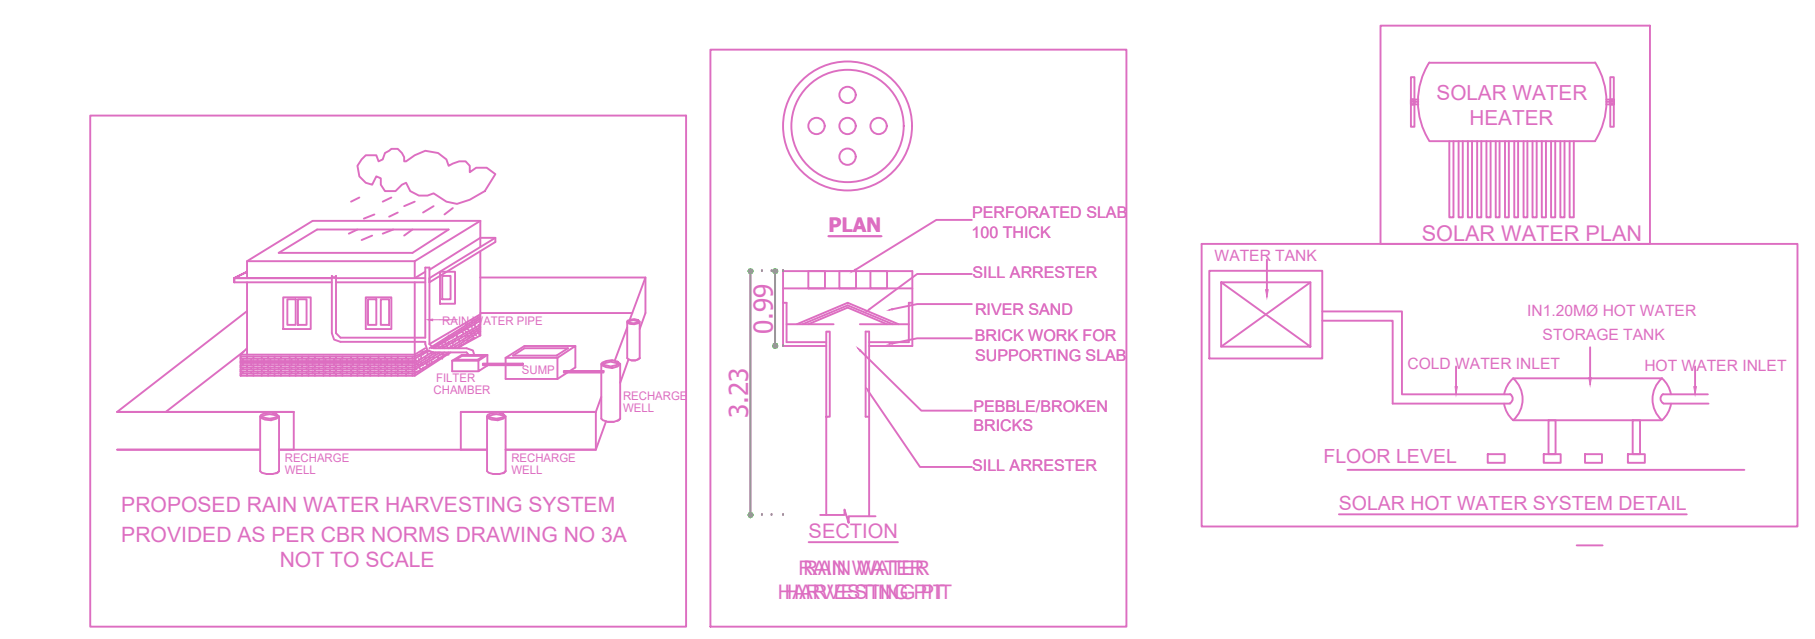 RAIN WATER PIPE
FILTER
CHAMBER
SUMP
RECHARGE
WELL
RECHARGE
WELL
RECHARGE
WELL
PROPOSED RAIN WATER HARVESTING SYSTEM
PROVIDED AS PER CBR NORMS DRAWING NO 3A
NOT TO SCALE
PLAN
PERFORATED SLAB
100 THICK
SILL ARRESTER
RIVER SAND
BRICK WORK FOR
SUPPORTING SLAB
PEBBLE/BROKEN
BRICKS
SILL ARRESTER
0.99
3.23
SECTION
RAIN WATER
HARVESTING PIT
SOLAR WATER
HEATER
SOLAR WATER PLAN
WATER TANK
IN1.20MØ HOT WATER
STORAGE TANK
COLD WATER INLET
HOT WATER INLET
FLOOR LEVEL
SOLAR HOT WATER SYSTEM DETAIL